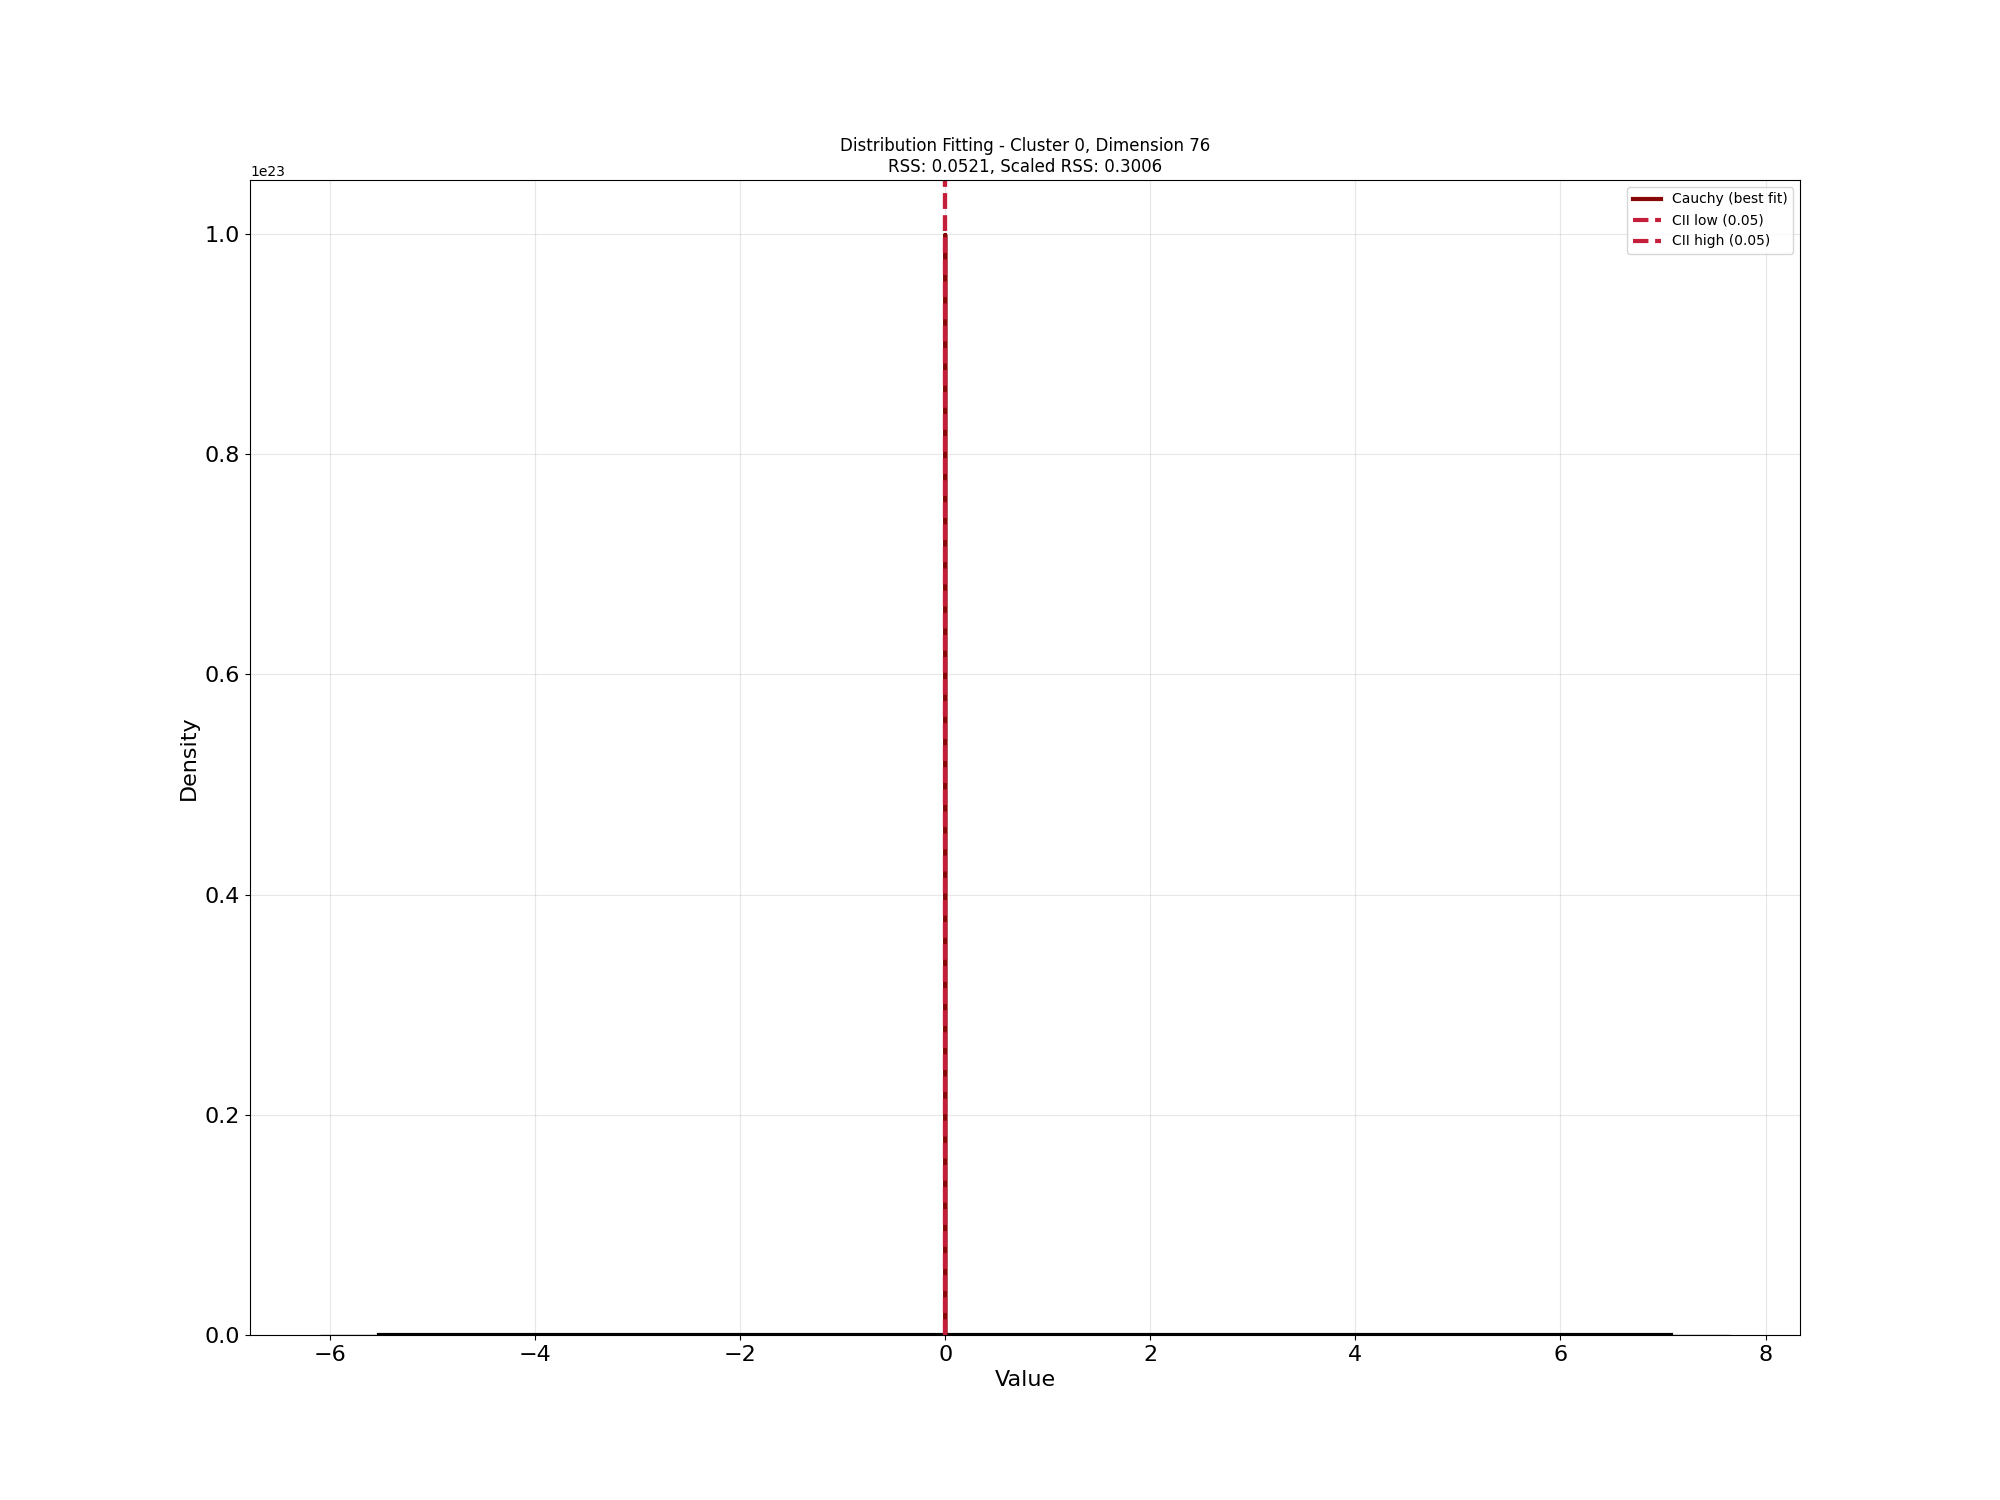 Distribution Fitting - Cluster 0, Dimension 76
RSS: 0.0521, Scaled RSS: 0.3006
1e23
Cauchy (best fit)
CII low (0.05)
CII high (0.05)
1.0
0.8
0.6
0.4
0.2
0.0
Density
−6
−4
−2
0
2
4
6
8
Value